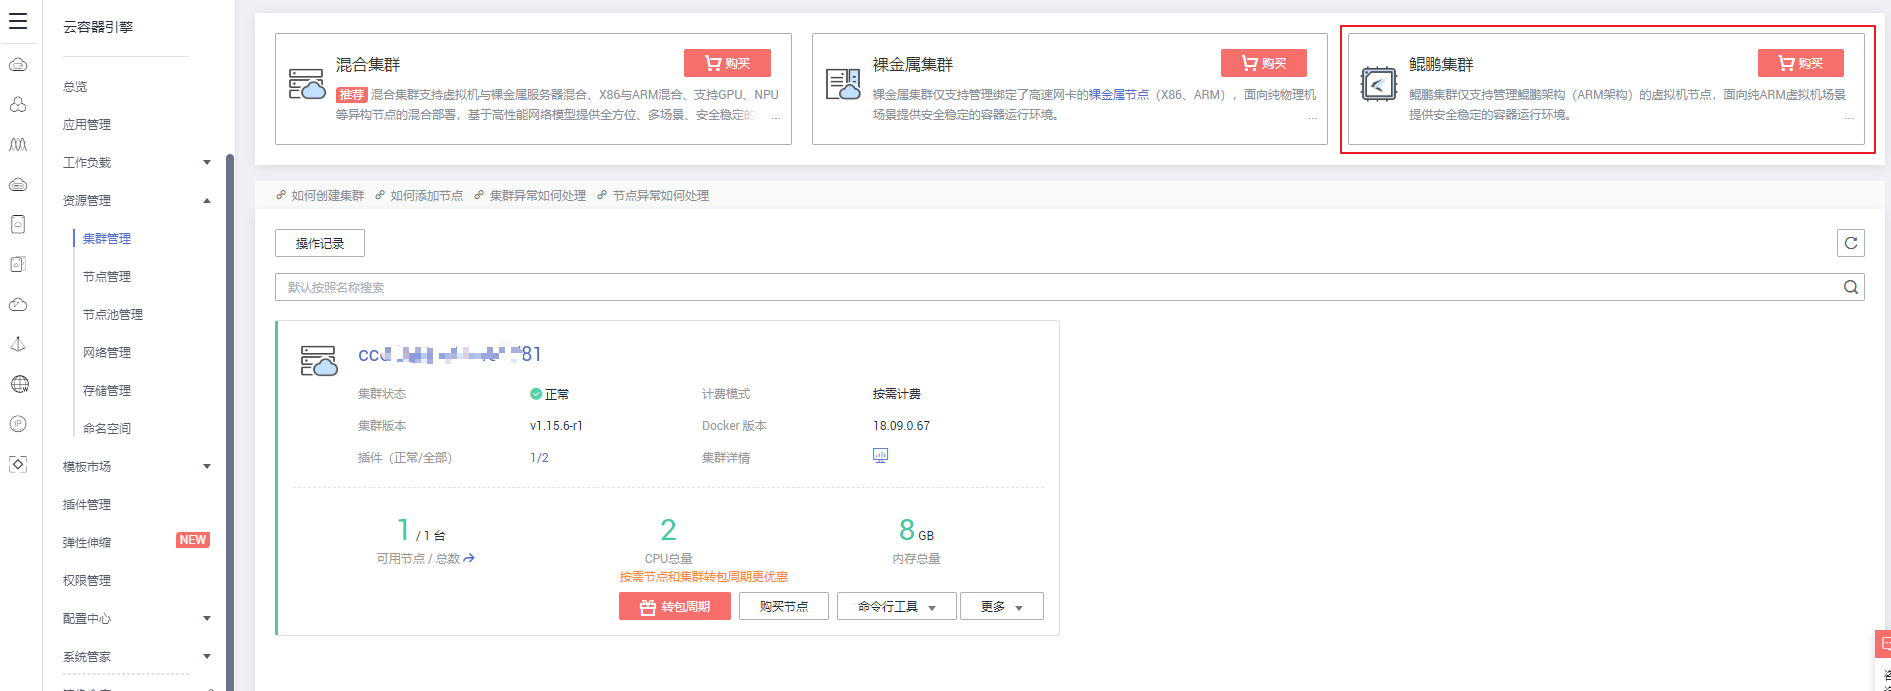 云容器引擎
总览
应用管理
工作负载
资源管理
集群管理
节点管理
节点池管理
网络管理
存储管理
命名空间
模板市场
插件管理
弹性伸缩 NEW
权限管理
配置中心
系统管家
IP
混合集群
购买
推荐 混合集群支持虚拟机与裸金属服务器混合、X86与ARM混合、支持GPU、NPU
等异构节点的混合部署，基于高性能网络模型提供全方位、多场景、安全稳定的 ...
裸金属集群
购买
裸金属集群仅支持管理绑定了高速网卡的裸金属节点（X86、ARM），面向纯物理机
场景提供安全稳定的容器运行环境。 ...
鲲鹏集群
购买
鲲鹏集群仅支持管理鲲鹏架构（ARM架构）的虚拟机节点，面向纯ARM虚拟机场景
提供安全稳定的容器运行环境。 ...
如何创建集群 如何添加节点 集群异常如何处理 节点异常如何处理
操作记录
默认按照名称搜索
81
集群状态 正常 计费模式 按需计费
集群版本 v1.15.6-r1 Docker 版本 18.09.0.67
插件（正常/全部） 1/2 集群详情
1 / 1 台 2 8 GB
可用节点 / 总数 CPU总量 内存总量
按需节点和集群转包周期更优惠
转包周期 购买节点 命令行工具 更多